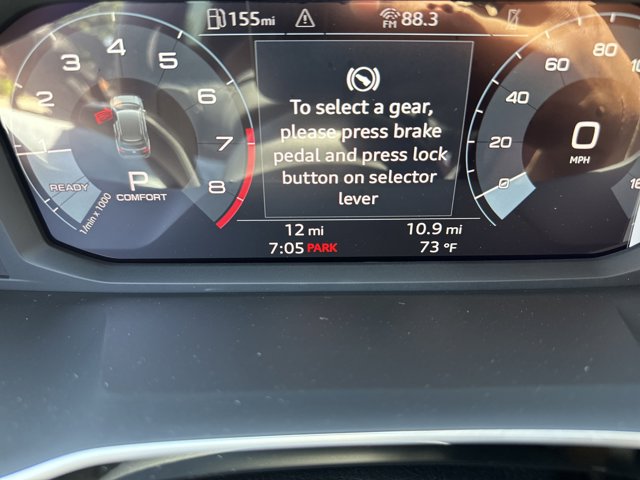 155mi
FM 88.3
To select a gear,
please press brake
pedal and press lock
button on selector
lever
1
2
3
4
5
6
7
8
READY
P
COMFORT
1/min x 1000
0
20
40
60
80
0
MPH
12 mi
10.9 mi
7:05 PARK
73 °F